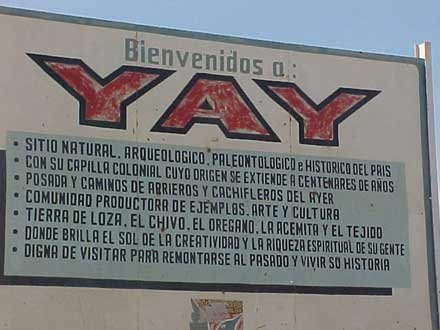 Bienvenidos a:
YAY
• SITIO NATURAL, ARQUEOLOGICO, PALEONTOLOGICO e HISTORICO DEL PAIS
• CON SU CAPILLA COLONIAL CUYO ORIGEN SE EXTIENDE A CENTENARES DE AÑOS
• POSADA Y CAMINOS DE ARRIEROS Y CACHIFLEROS DEL AYER
• COMUNIDAD PRODUCTORA DE EJEMPLOS, ARTE Y CULTURA
• TIERRA DE LOZA, EL CHIVO, EL OREGANO, LA ACEMITA Y EL TEJIDO
• DONDE BRILLA EL SOL DE LA CREATIVIDAD Y LA RIQUEZA ESPIRITUAL DE SU GENTE
• DIGNA DE VISITAR PARA REMONTARSE AL PASADO Y VIVIR SU HISTORIA